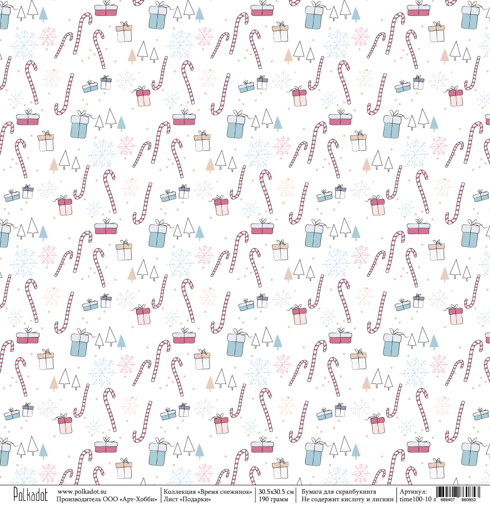 Polkadot
www.polkadot.su
Производитель ООО «Арт-Хобби»
Коллекция «Время снежинок»
Лист «Подарки»
30.5х30.5 см
190 грамм
Бумага для скрапбукинга
Не содержит кислоту и лигнин
Артикул:
time100-10